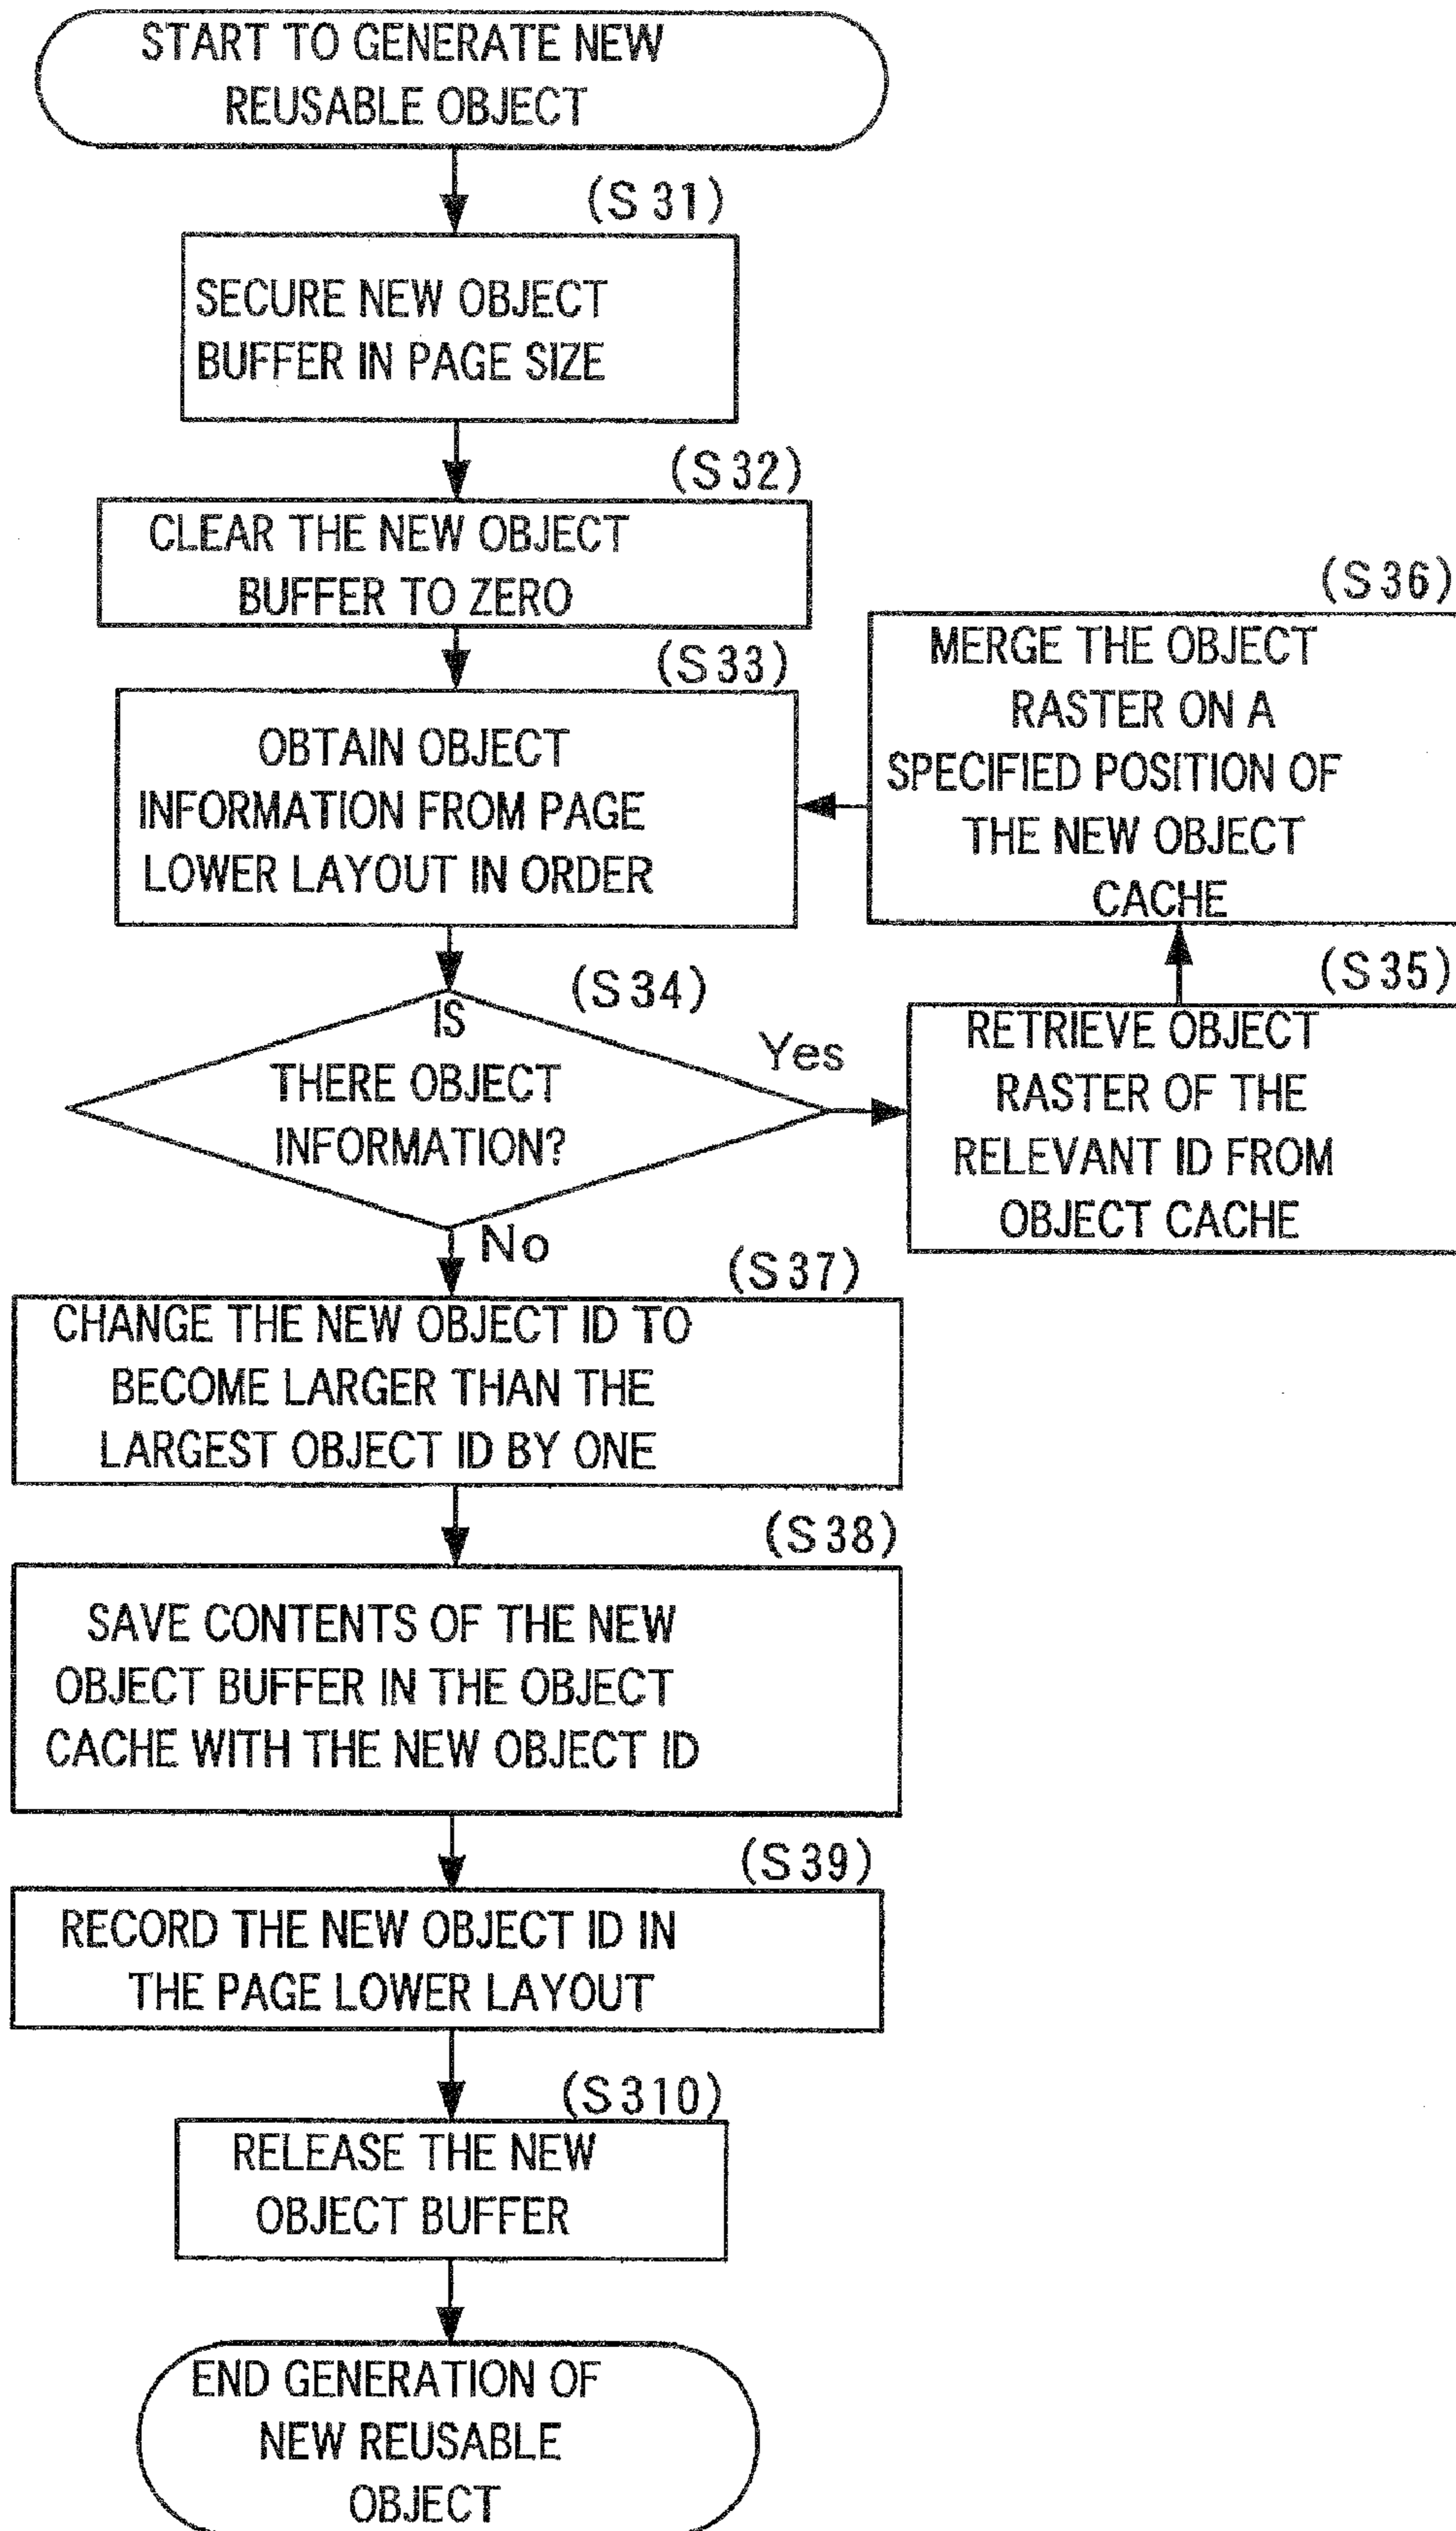 START TO GENERATE NEW
REUSABLE OBJECT
(S31)
SECURE NEW OBJECT
BUFFER IN PAGE SIZE
(S32)
CLEAR THE NEW OBJECT
BUFFER TO ZERO
(S33)
OBTAIN OBJECT
INFORMATION FROM PAGE
LOWER LAYOUT IN ORDER
(S34)
IS
THERE OBJECT
INFORMATION?
Yes
(S35)
RETRIEVE OBJECT
RASTER OF THE
RELEVANT ID FROM
OBJECT CACHE
(S36)
MERGE THE OBJECT
RASTER ON A
SPECIFIED POSITION OF
THE NEW OBJECT
CACHE
No
(S37)
CHANGE THE NEW OBJECT ID TO
BECOME LARGER THAN THE
LARGEST OBJECT ID BY ONE
(S38)
SAVE CONTENTS OF THE NEW
OBJECT BUFFER IN THE OBJECT
CACHE WITH THE NEW OBJECT ID
(S39)
RECORD THE NEW OBJECT ID IN
THE PAGE LOWER LAYOUT
(S310)
RELEASE THE NEW
OBJECT BUFFER
END GENERATION OF
NEW REUSABLE
OBJECT